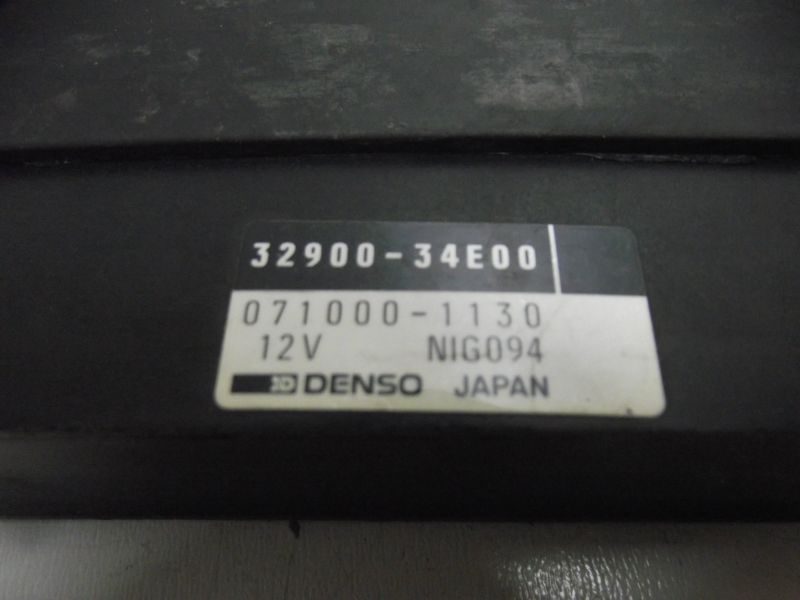 32900-34E00
071000-1130
12V NIG094
DENSO JAPAN